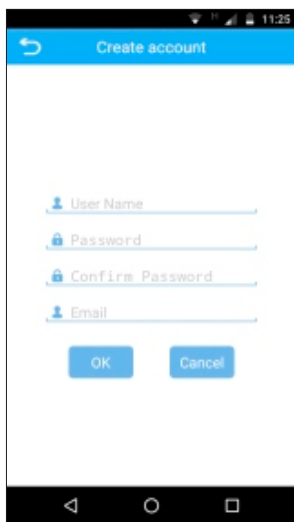 H 11:25
Create account
User Name
Password
Confirm Password
Email
OK Cancel